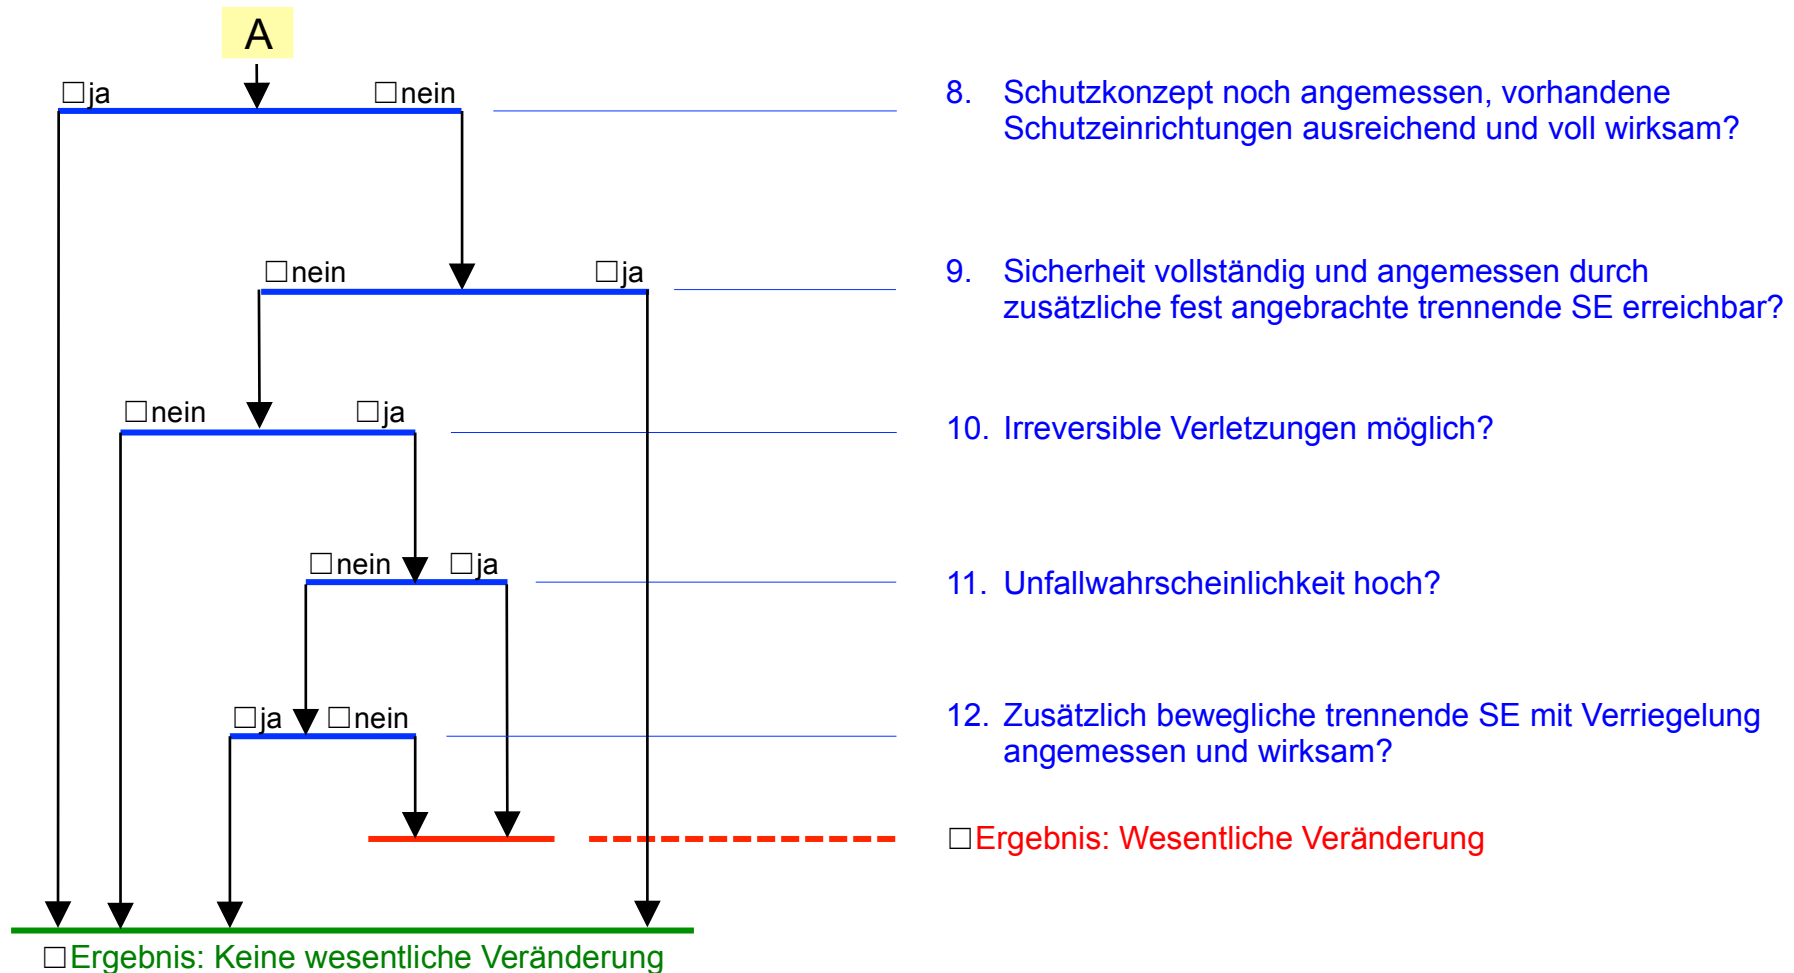 A
☐ja
☐nein
8. Schutzkonzept noch angemessen, vorhandene
Schutzeinrichtungen ausreichend und voll wirksam?
☐nein
☐ja
9. Sicherheit vollständig und angemessen durch
zusätzliche fest angebrachte trennende SE erreichbar?
☐nein
☐ja
10. Irreversible Verletzungen möglich?
☐nein
☐ja
11. Unfallwahrscheinlichkeit hoch?
☐ja
☐nein
12. Zusätzlich bewegliche trennende SE mit Verriegelung
angemessen und wirksam?
☐Ergebnis: Wesentliche Veränderung
☐Ergebnis: Keine wesentliche Veränderung